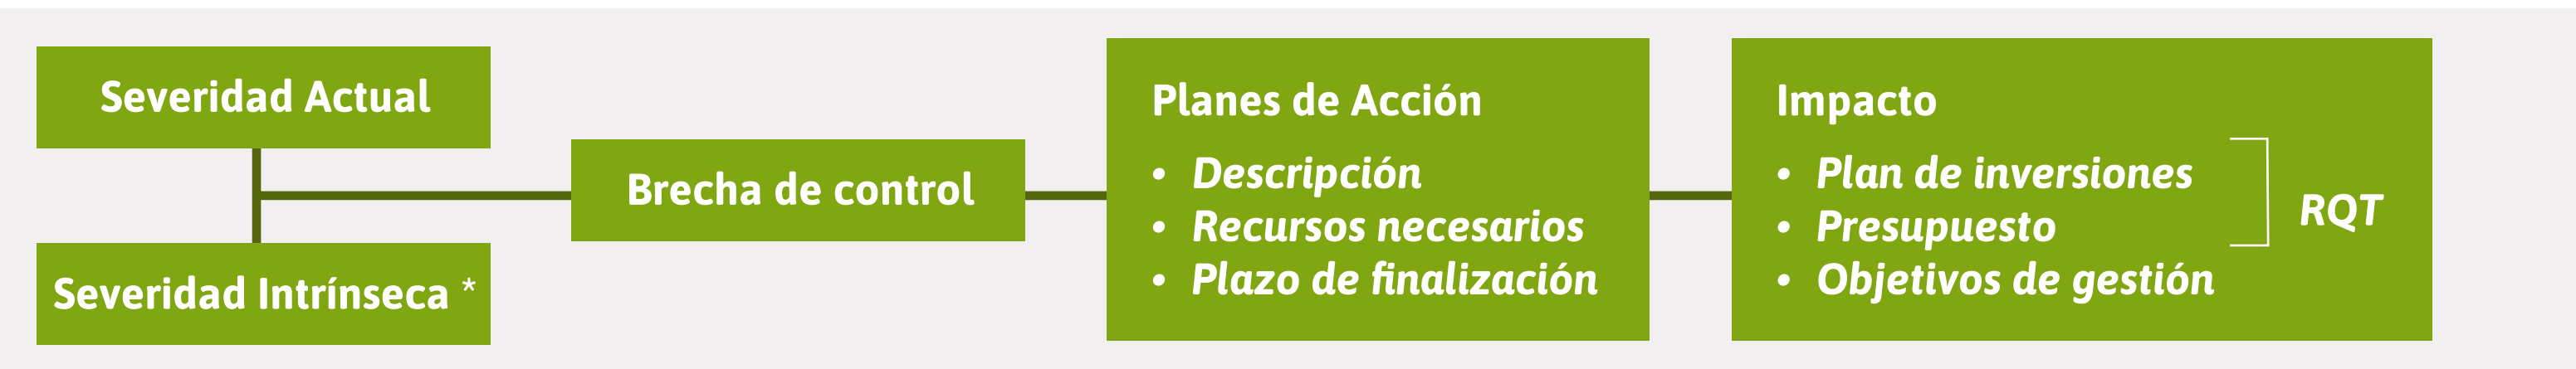 Severidad Actual
Severidad Intrínseca *
Brecha de control
Planes de Acción
• Descripción
• Recursos necesarios
• Plazo de finalización
Impacto
• Plan de inversiones
• Presupuesto
• Objetivos de gestión
RQT